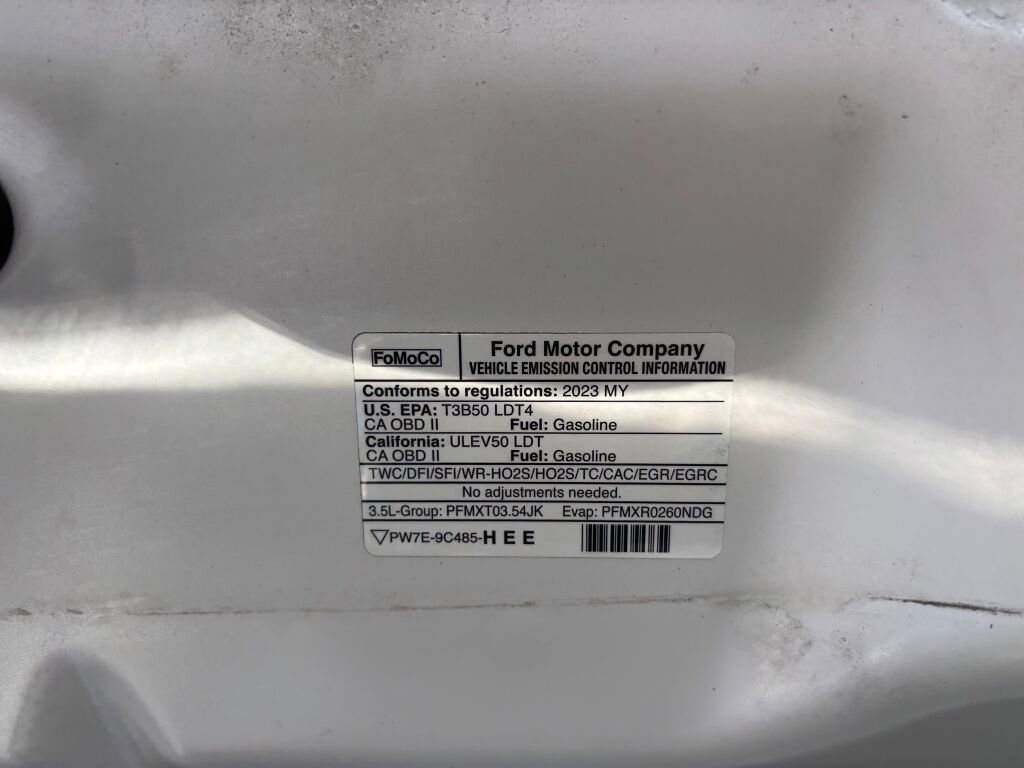 FoMoCo
Ford Motor Company
VEHICLE EMISSION CONTROL INFORMATION
Conforms to regulations: 2023 MY
U.S. EPA: T3B50 LDT4
CA OBD II Fuel: Gasoline
California: ULEV50 LDT
CA OBD II Fuel: Gasoline
TWC/DFI/SFI/WR-HO2S/HO2S/TC/CAC/EGR/EGRC
No adjustments needed.
3.5L-Group: PFMXT03.54JK Evap: PFMXR0260NDG
PW7E-9C485-HEE